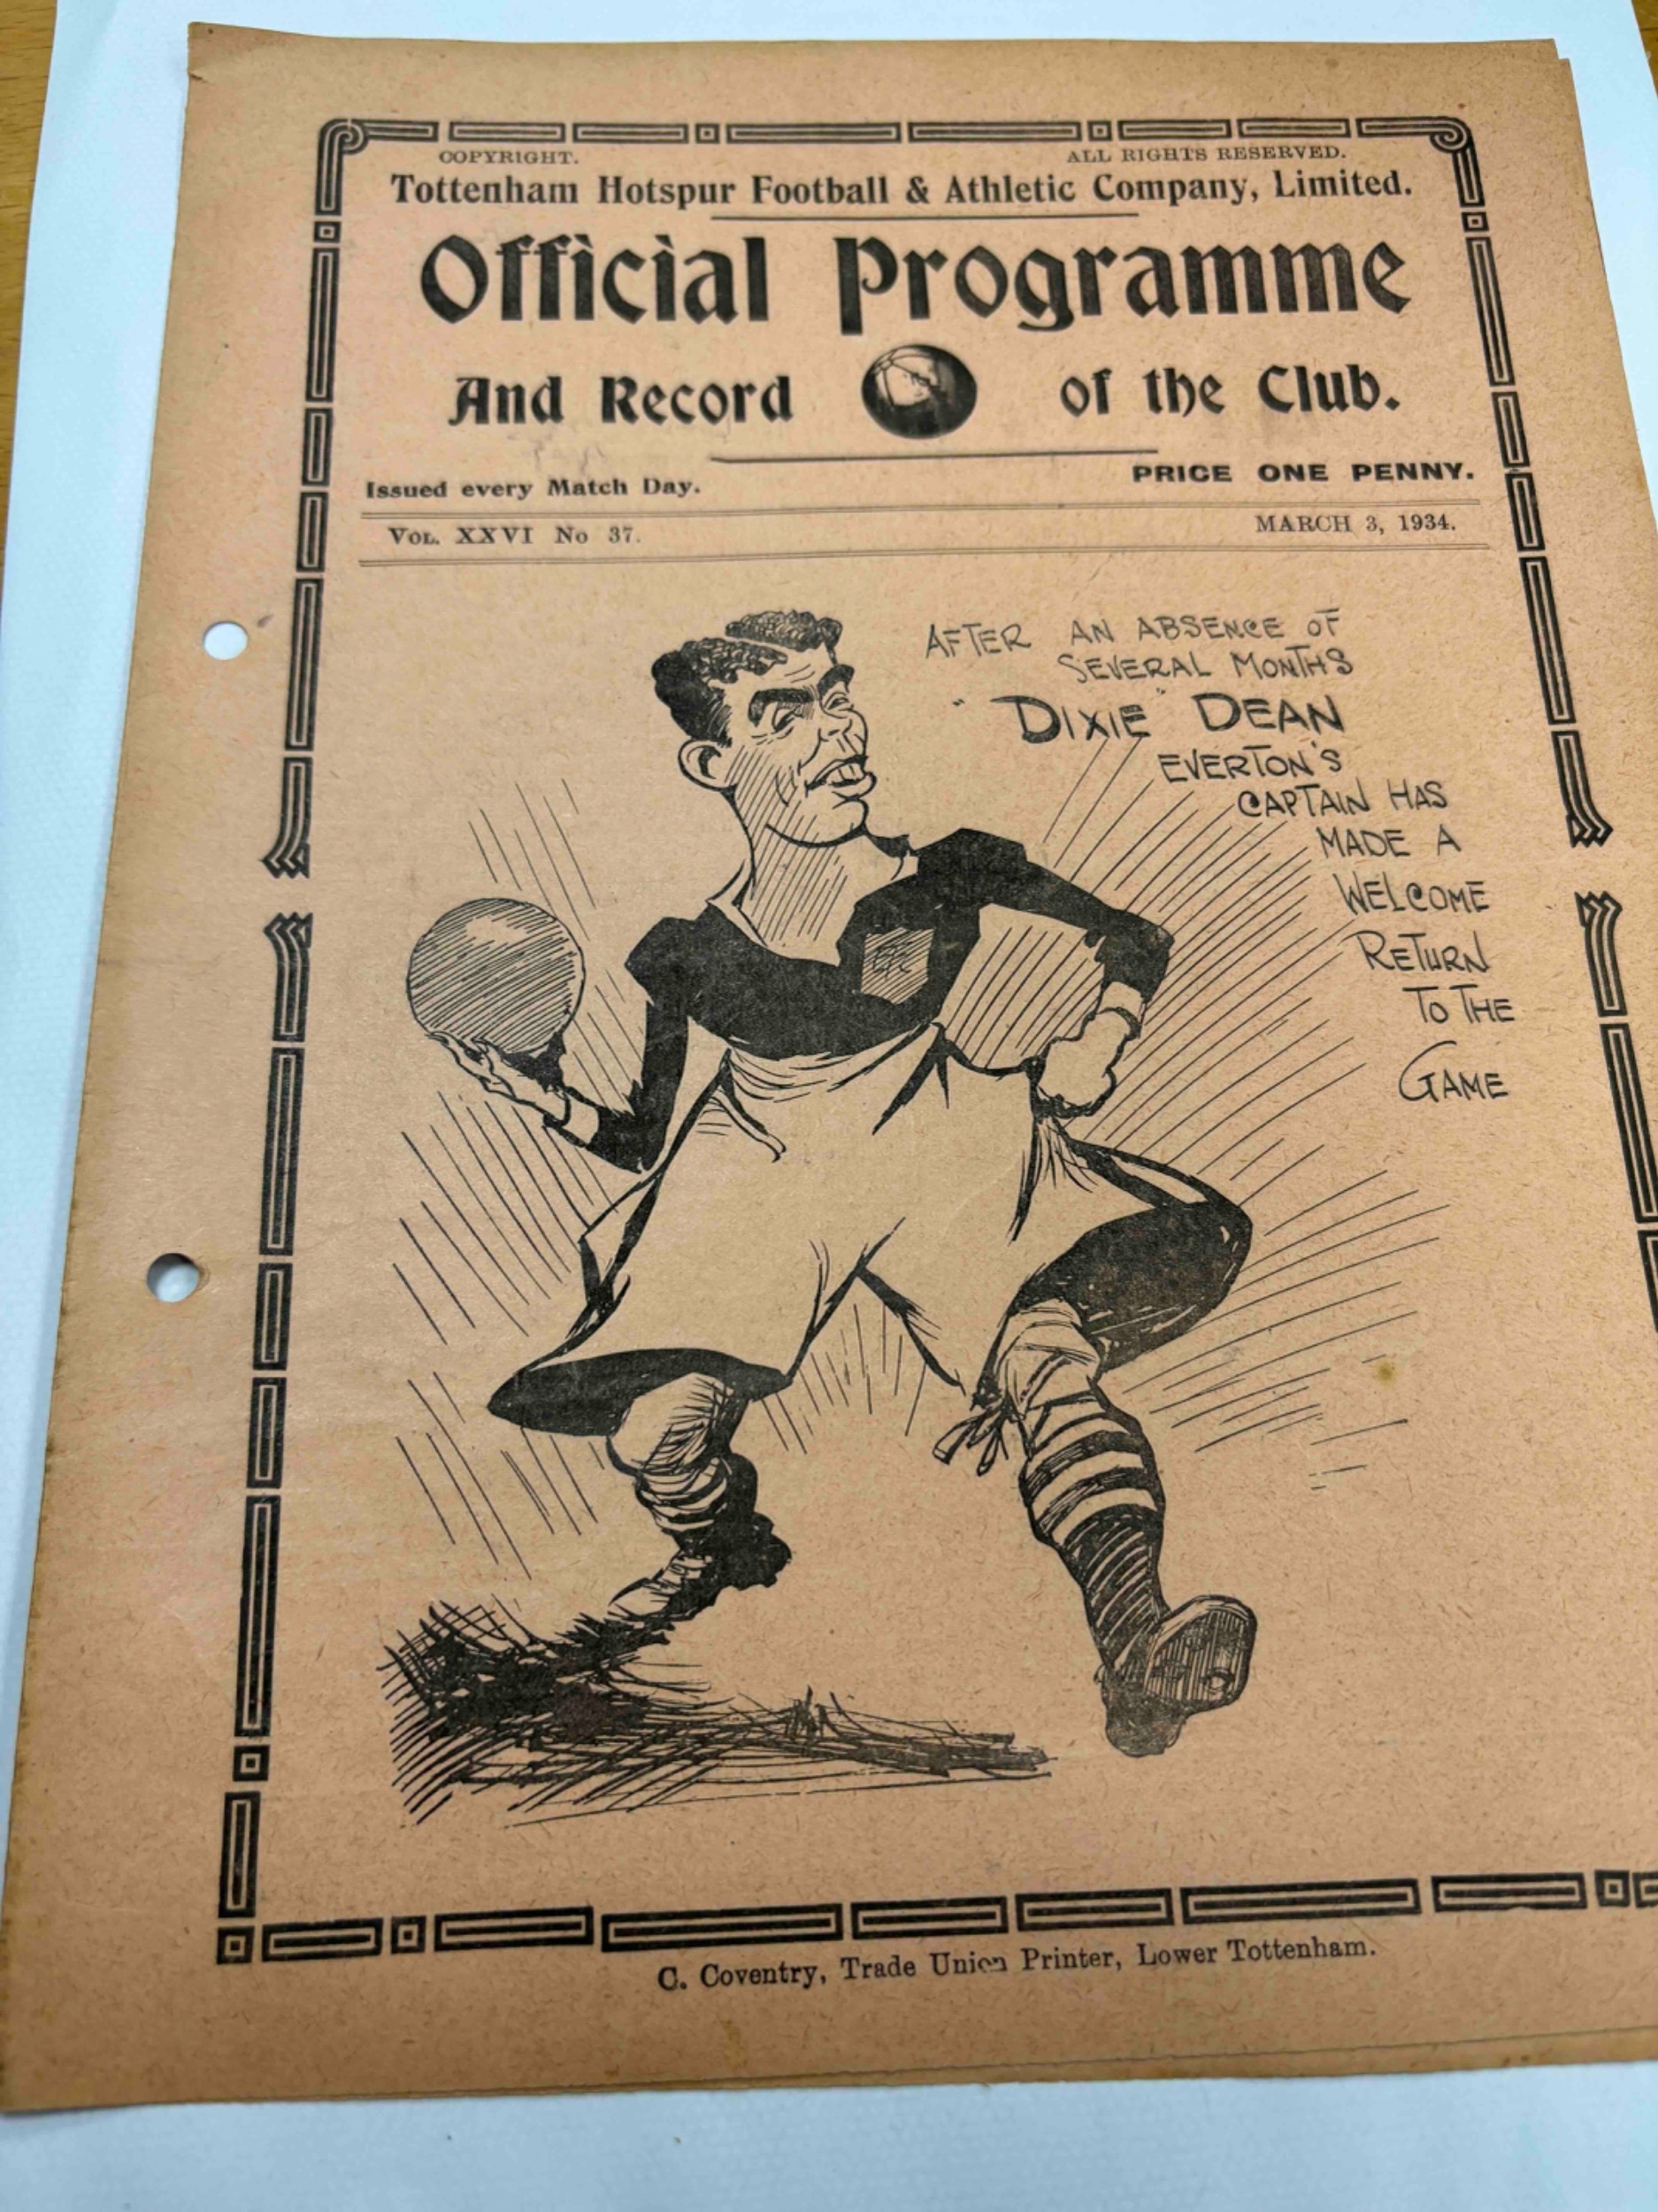 COPYRIGHT. ALL RIGHTS RESERVED.
Tottenham Hotspur Football & Athletic Company, Limited.
Official Programme
And Record of the Club.
Issued every Match Day. PRICE ONE PENNY.
VOL. XXVI No 37. MARCH 3, 1934.
AFTER AN ABSENCE OF
SEVERAL MONTHS
"DIXIE" DEAN
EVERTON'S
CAPTAIN HAS
MADE A
WELCOME
RETURN
TO THE
GAME
EFC
C. Coventry, Trade Union Printer, Lower Tottenham.